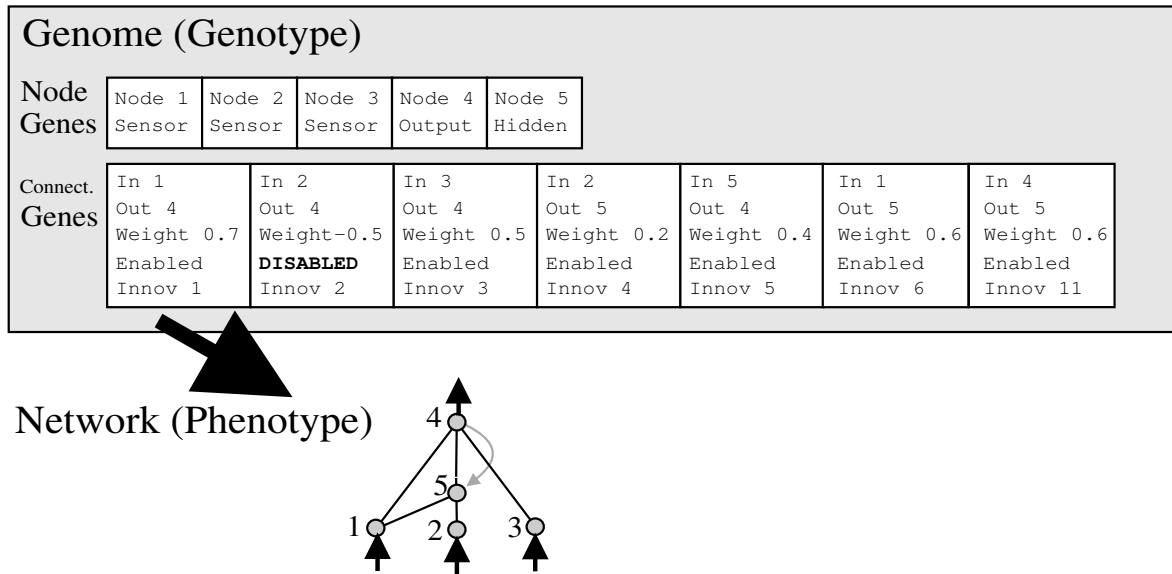 Genome (Genotype)
Node Genes
Node 1 Node 2 Node 3 Node 4 Node 5
Sensor Sensor Sensor Output Hidden
Connect. Genes
In 1 In 2 In 3 In 2 In 5 In 1 In 4
Out 4 Out 4 Out 4 Out 5 Out 4 Out 5 Out 5
Weight 0.7 Weight-0.5 Weight 0.5 Weight 0.2 Weight 0.4 Weight 0.6 Weight 0.6
Enabled DISABLED Enabled Enabled Enabled Enabled Enabled
Innov 1 Innov 2 Innov 3 Innov 4 Innov 5 Innov 6 Innov 11
Network (Phenotype)
4
5
1 2 3